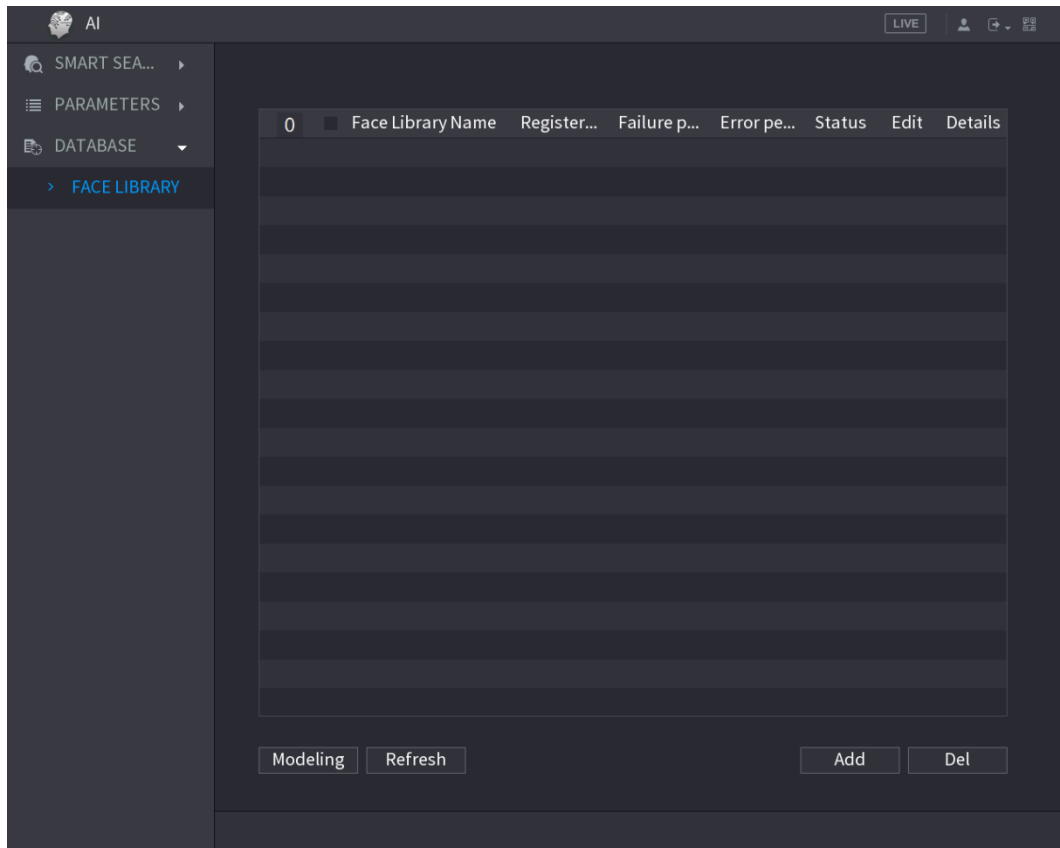 AI
LIVE
SMART SEA...
PARAMETERS
DATABASE
FACE LIBRARY
0 Face Library Name Register... Failure p... Error pe... Status Edit Details
Modeling Refresh Add Del